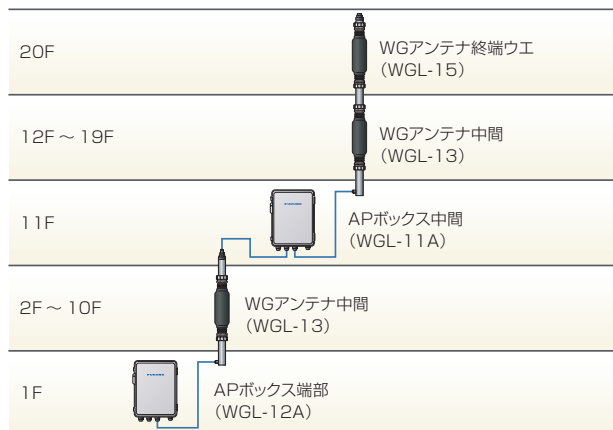 20F
WGアンテナ終端ウエ
（WGL-15）
12F～19F
WGアンテナ中間
（WGL-13）
11F
APボックス中間
（WGL-11A）
2F～10F
WGアンテナ中間
（WGL-13）
1F
APボックス端部
（WGL-12A）